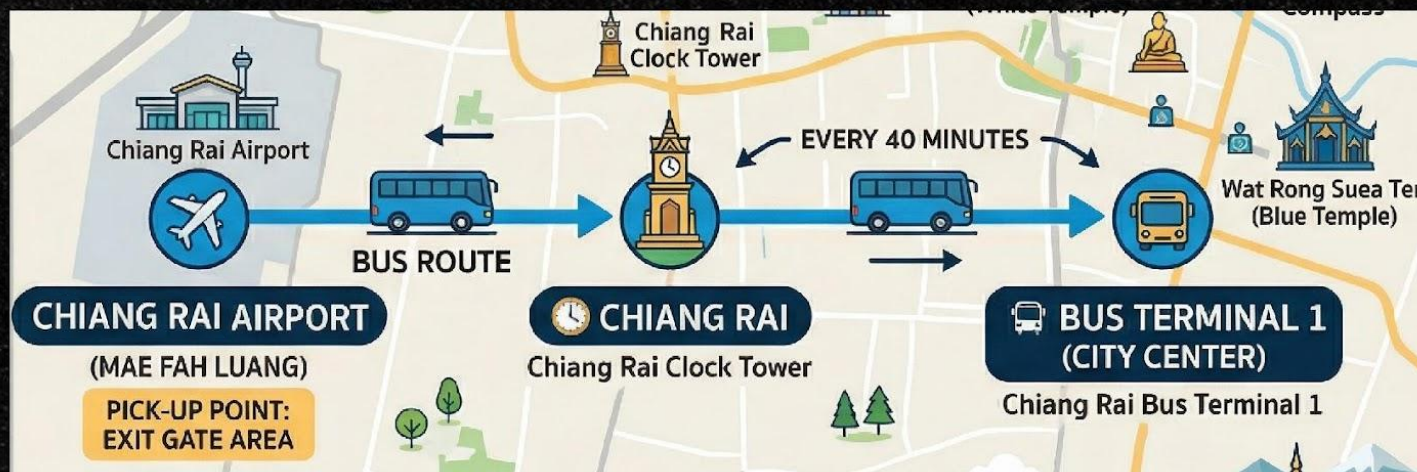 Chiang Rai
Clock Tower
Chiang Rai Airport
EVERY 40 MINUTES
Wat Rong Suea Ter
(Blue Temple)
BUS ROUTE
CHIANG RAI AIRPORT
(MAE FAH LUANG)
PICK-UP POINT:
EXIT GATE AREA
CHIANG RAI
Chiang Rai Clock Tower
BUS TERMINAL 1
(CITY CENTER)
Chiang Rai Bus Terminal 1